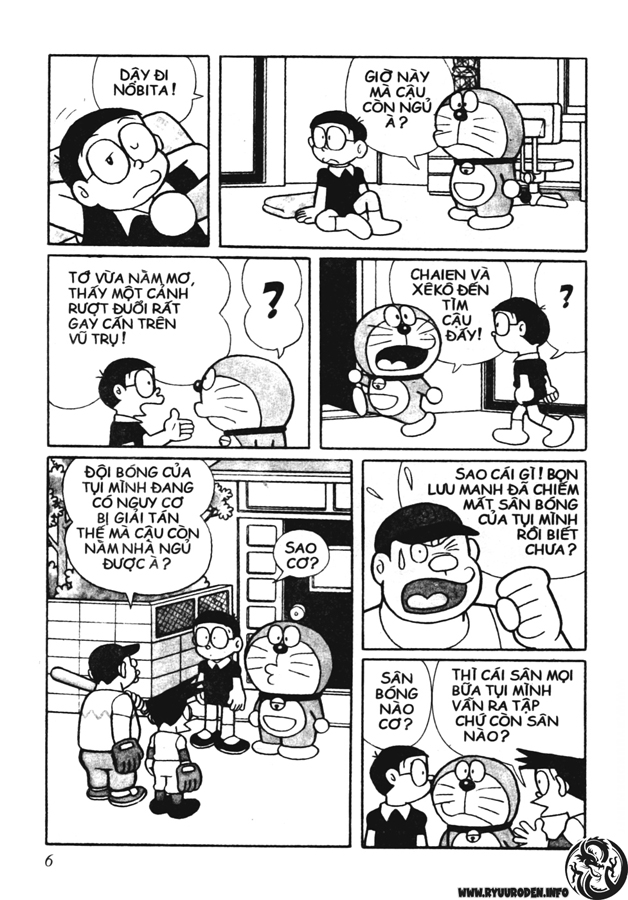 DẬY ĐI
NÔBITA!
GIỜ NÀY
MÀ CẬU
CÒN NGỦ
À?
TỚ VỪA NẰM MƠ,
THẤY MỘT CẢNH
RƯỢT ĐUỔI RẤT
GAY CẤN TRÊN
VŨ TRỤ!
?
CHAIEN VÀ
XÊKÔ ĐẾN
TÌM
CẬU
ĐẤY!
?
ĐỘI BÓNG CỦA
TỤI MÌNH ĐANG
CÓ NGUY CƠ
BỊ GIẢI TÁN
THẾ MÀ CẬU CÒN
NẰM NHÀ NGỦ
ĐƯỢC À?
SAO
CƠ?
SAO CÁI GÌ! BỌN
LƯU MANH ĐÃ CHIẾM
MẤT SÂN BÓNG
CỦA TỤI MÌNH
RỒI BIẾT
CHƯA?
SÂN
BÓNG
NÀO
CƠ?
THÌ CÁI SÂN MỌI
BỮA TỤI MÌNH
VẪN RA TẬP
CHỨ CÒN SÂN
NÀO?
6
WWW.RYUURODEN.INFO